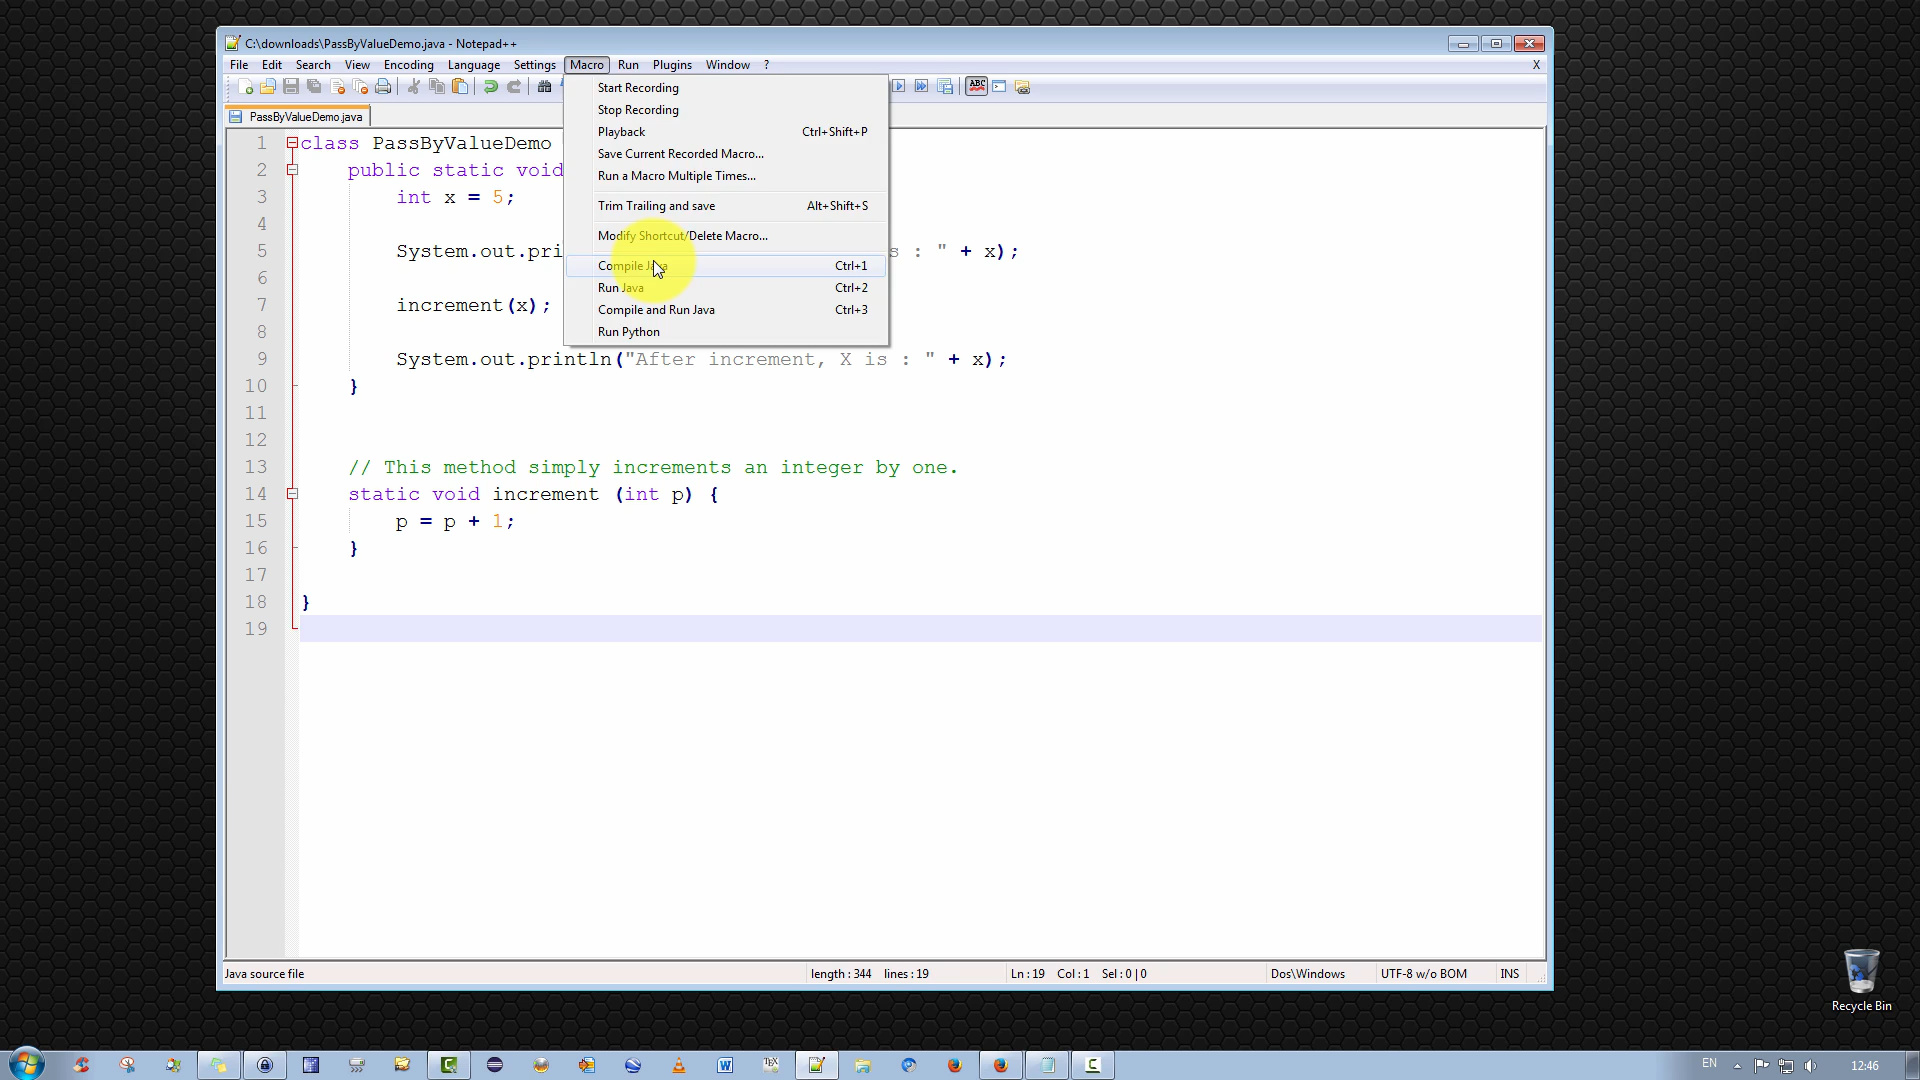 C:\downloads\PassByValueDemo.java - Notepad++
File Edit Search View Encoding Language Settings Macro Run Plugins Window ? X
ABC
PassByValueDemo.java
Start Recording
Stop Recording
Playback Ctrl+Shift+P
Save Current Recorded Macro...
Run a Macro Multiple Times...
Trim Trailing and save Alt+Shift+S
Modify Shortcut/Delete Macro...
Compile Java Ctrl+1
Run Java Ctrl+2
Compile and Run Java Ctrl+3
Run Python
1 class PassByValueDemo
2 public static void
3 int x = 5;
4
5 System.out.pri s : " + x);
6
7 increment(x);
8
9 System.out.println("After increment, X is : " + x);
10 }
11
12
13 // This method simply increments an integer by one.
14 static void increment (int p) {
15 p = p + 1;
16 }
17
18 }
19
Java source file length : 344 lines : 19 Ln : 19 Col : 1 Sel : 0 | 0 Dos\Windows UTF-8 w/o BOM INS
Recycle Bin
EN 12:46